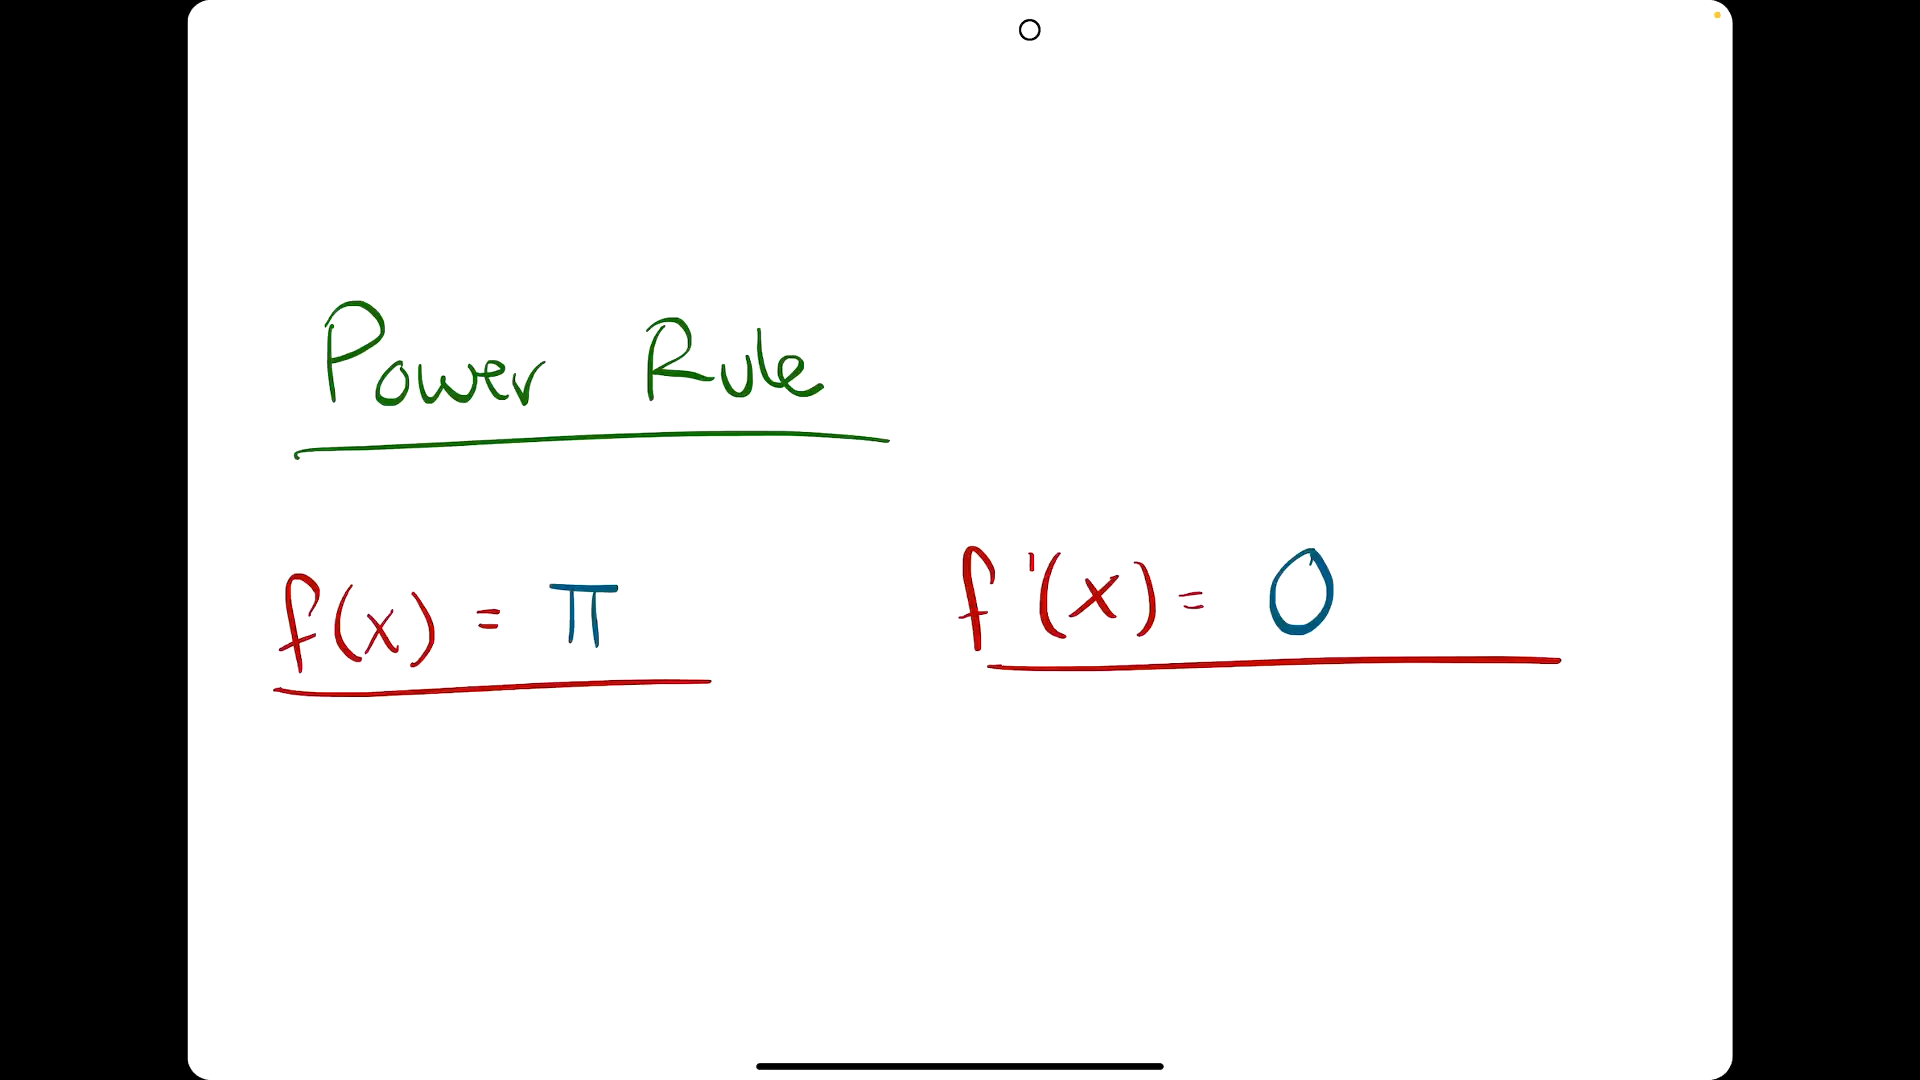 Power Rule
f(x) = π
f'(x) = 0